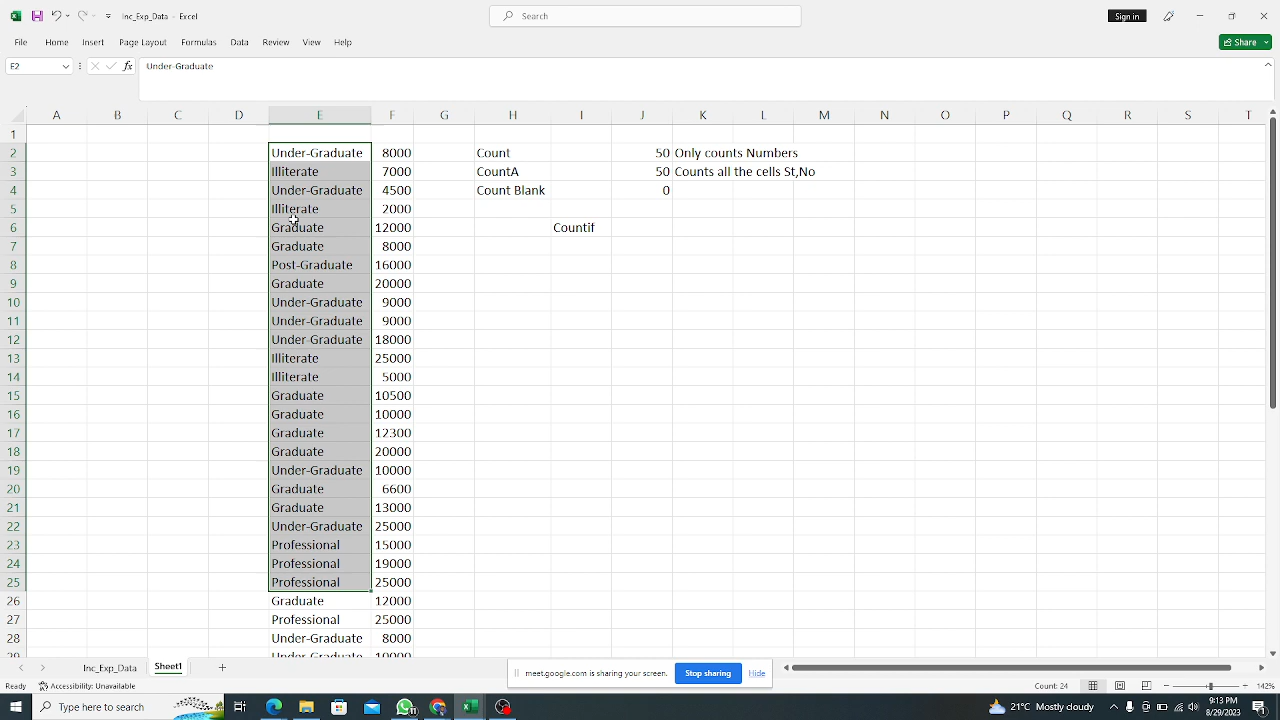 Inc_Exp_Data - Excel
Search
Sign in
File Home Insert Page Layout Formulas Data Review View Help
Share
E2 fx Under-Graduate
A B C D E F G H I J K L M N O P Q R S T
1
2 Under-Graduate 8000 Count 50 Only counts Numbers
3 Illiterate 7000 CountA 50 Counts all the cells St,No
4 Under-Graduate 4500 Count Blank 0
5 Illiterate 2000
6 Graduate 12000 Countif
7 Graduate 8000
8 Post-Graduate 16000
9 Graduate 20000
10 Under-Graduate 9000
11 Under-Graduate 9000
12 Under-Graduate 18000
13 Illiterate 25000
14 Illiterate 5000
15 Graduate 10500
16 Graduate 10000
17 Graduate 12300
18 Graduate 20000
19 Under-Graduate 10000
20 Graduate 6600
21 Graduate 13000
22 Under-Graduate 25000
23 Professional 15000
24 Professional 19000
25 Professional 25000
26 Graduate 12000
27 Professional 25000
28 Under-Graduate 8000
29 Under-Graduate 10000
Inc_Exp_Data Sheet1
meet.google.com is sharing your screen. Stop sharing Hide
Ready Accessibility: Unavailable Count: 24 142%
Type here to search
21°C Mostly cloudy
9:13 PM
8/29/2023